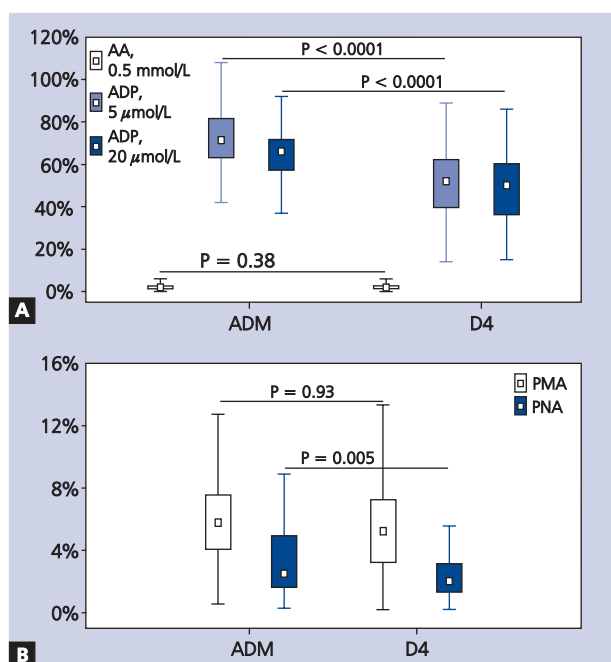 120%
100%
80%
60%
40%
20%
0%
AA,
0.5 mmol/L
ADP,
5 μmol/L
ADP,
20 μmol/L
P < 0.0001
P < 0.0001
P = 0.38
ADM D4
A
16%
12%
8%
4%
0%
PMA
PNA
P = 0.93
P = 0.005
ADM D4
B